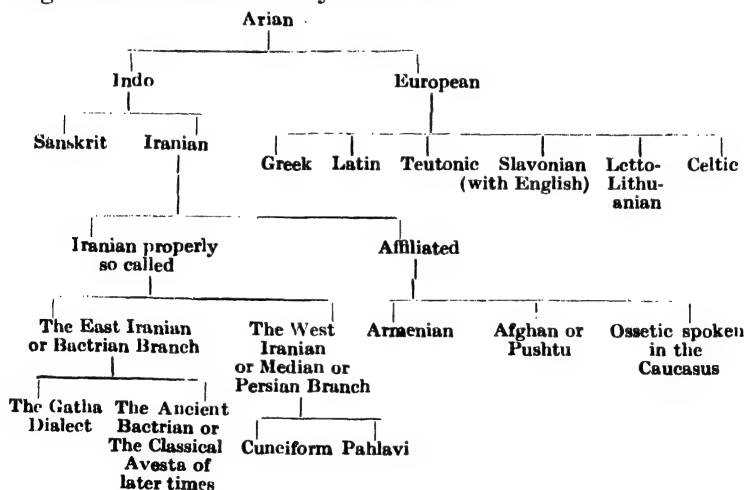 Arian
Indo European
Sanskrit Iranian
Greek Latin Teutonic Slavonian Letto- Celtic
(with English) Lithu-
anian
Iranian properly Affiliated
so called
The East Iranian The West Armenian Afghan or Ossetic spoken
or Bactrian Branch Iranian Pushtu in the
or Median or Caucasus
Persian Branch
The Gatha The Ancient
Dialect Bactrian or
The Classical Cuneiform Pahlavi
Avesta of
later times